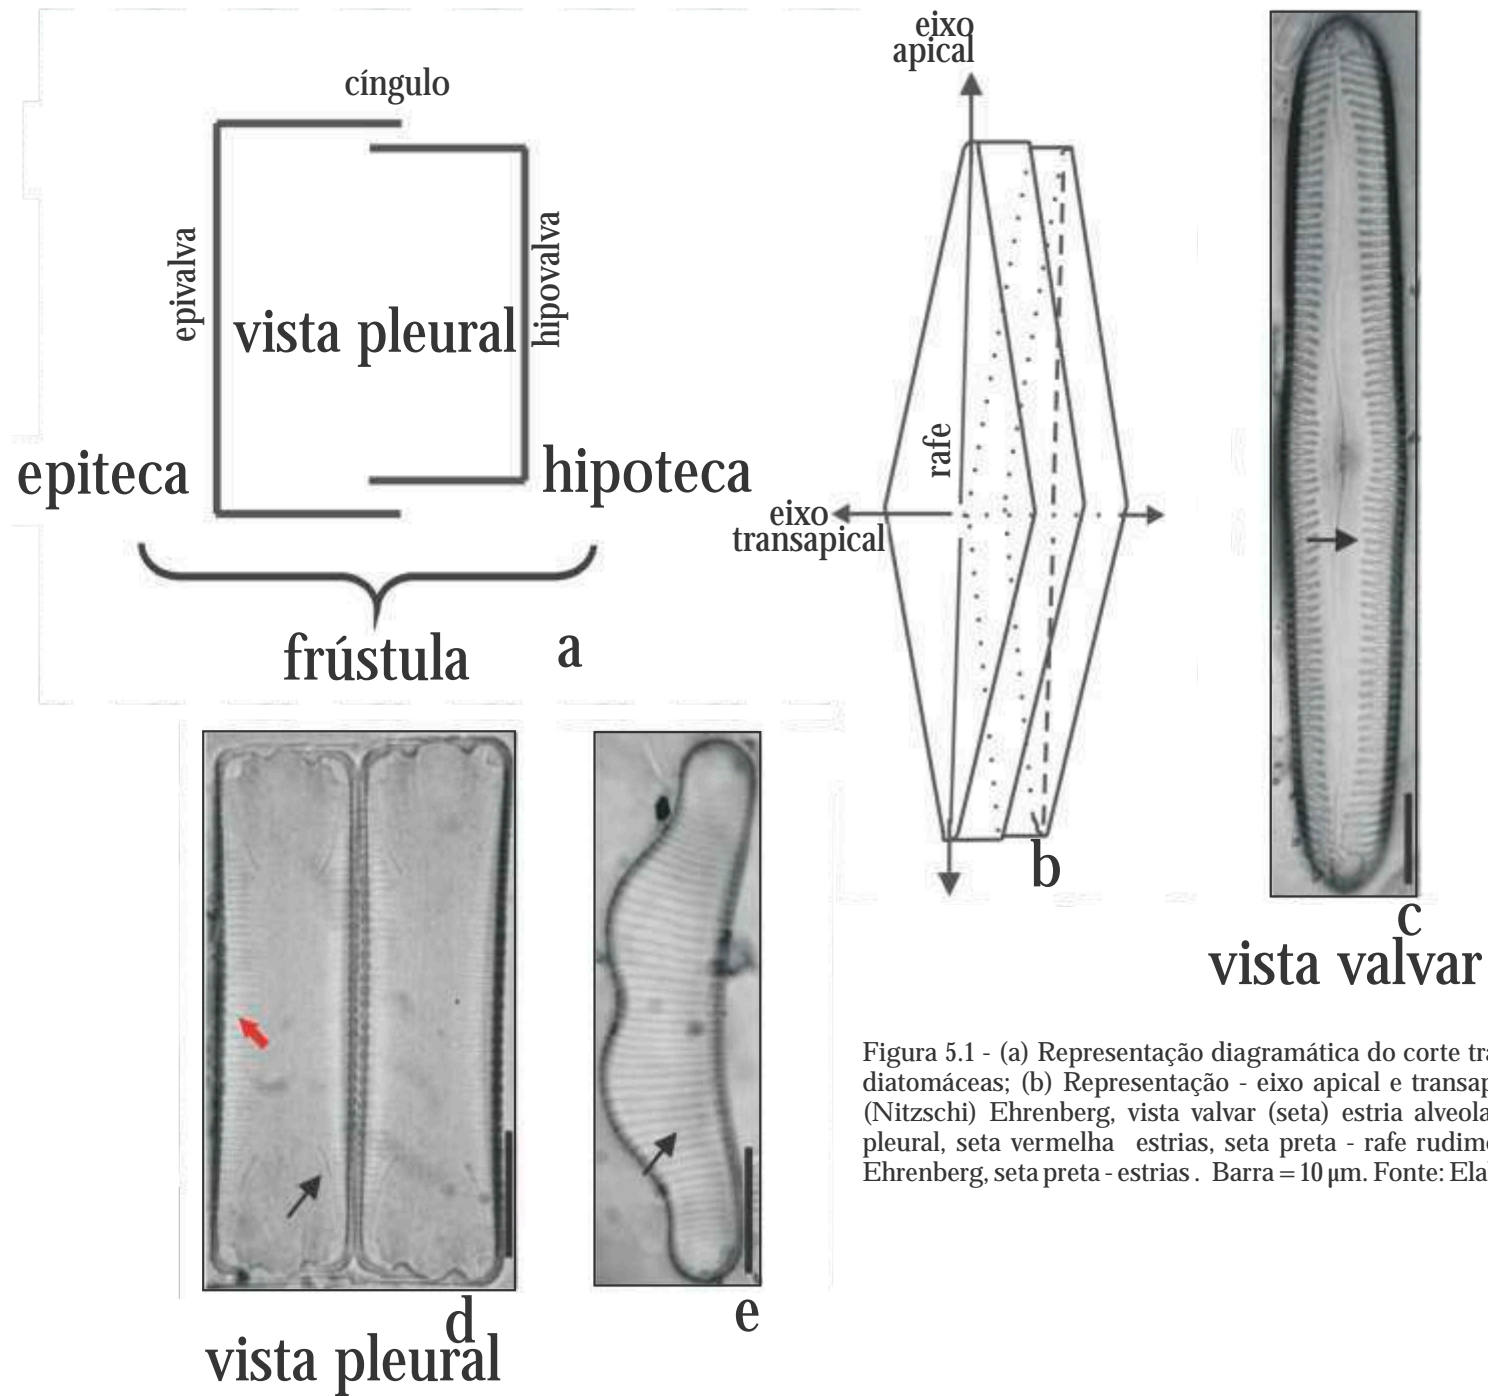 cíngulo
epivalva
vista pleural
hipovalva
epiteca
hipoteca
frústula
a
eixo
apical
rafe
eixo
transapical
b
c
vista valvar
d
vista pleural
e
Figura 5.1 - (a) Representação diagramática do corte tra
diatomáceas; (b) Representação - eixo apical e transap
(Nitzschi) Ehrenberg, vista valvar (seta) estria alveola
pleural, seta vermelha estrias, seta preta - rafe rudime
Ehrenberg, seta preta - estrias . Barra = 10 µm. Fonte: Ela